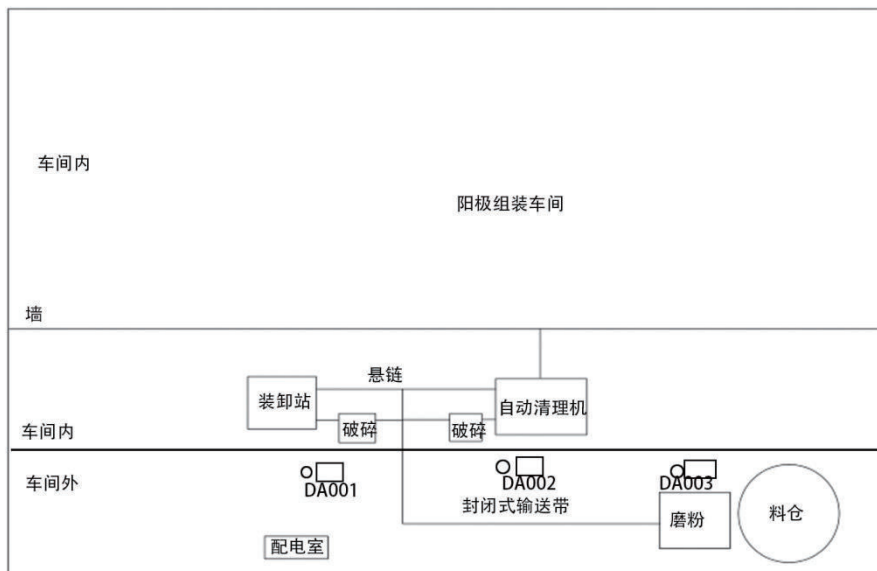 车间内
阳极组装车间
墙
悬链
装卸站
自动清理机
破碎
破碎
车间内
车间外
DA001
DA002
DA003
封闭式输送带
磨粉
料仓
配电室